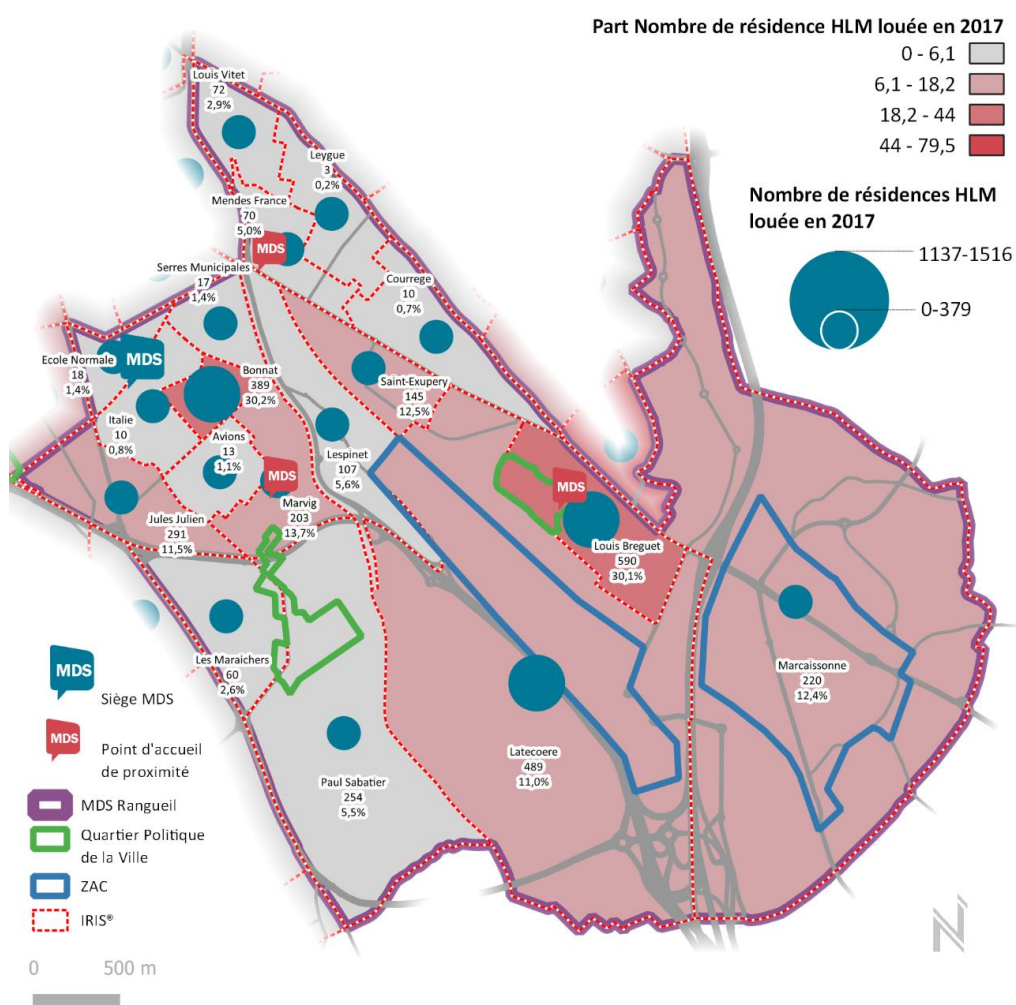 Part Nombre de résidence HLM louée en 2017
0 - 6,1
6,1 - 18,2
18,2 - 44
44 - 79,5
Nombre de résidences HLM
louée en 2017
1137-1516
0-379
Louis Vitet
72
2,9%
Leygue
3
0,2%
Mendes France
70
5,0%
MDS
Serres Municipales
17
1,4%
Courrege
10
0,7%
Ecole Normale
18
1,4%
MDS
Bonnat
389
30,2%
Saint-Exupery
145
12,5%
Italie
10
0,8%
Avions
13
1,1%
Lespinet
107
5,6%
MDS
Marvig
203
13,7%
MDS
Jules Julien
291
11,5%
Louis Breguet
590
30,1%
Les Maraichers
60
2,6%
Marcaissonne
220
12,4%
Latecoere
489
11,0%
Paul Sabatier
254
5,5%
MDS
Siège MDS
MDS
Point d'accueil
de proximité
MDS Rangueil
Quartier Politique
de la Ville
ZAC
IRIS®
0 500 m
N